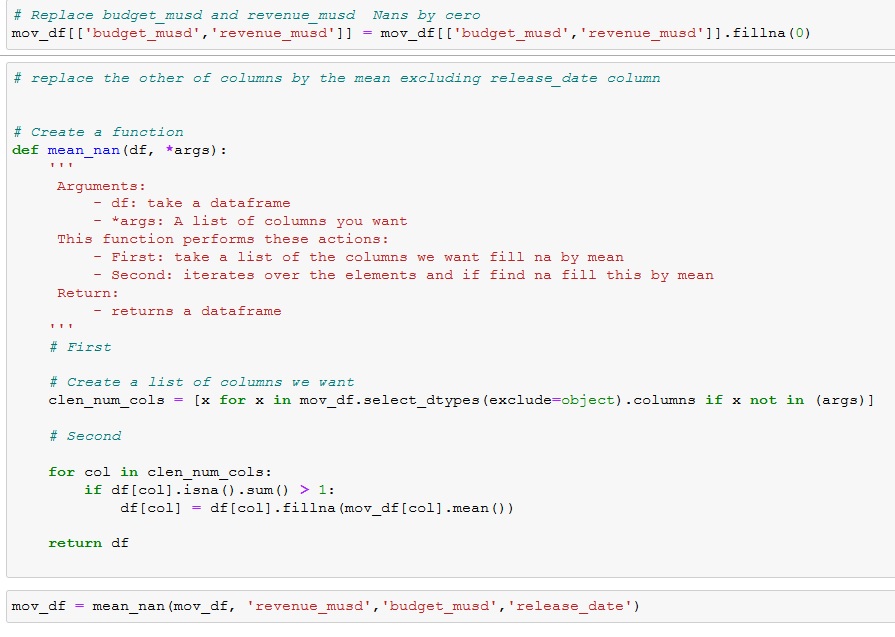 # Replace budget_musd and revenue_musd  Nans by cero
mov_df[['budget_musd','revenue_musd']] = mov_df[['budget_musd','revenue_musd']].fillna(0)
# replace the other of columns by the mean excluding release_date column
# Create a function
def mean_nan(df, *args):
    '''
     Arguments:
         - df: take a dataframe
         - *args: A list of columns you want
     This function performs these actions:
         - First: take a list of the columns we want fill na by mean
         - Second: iterates over the elements and if find na fill this by mean
     Return:
         - returns a dataframe
    '''
    # First
    # Create a list of columns we want
    clen_num_cols = [x for x in mov_df.select_dtypes(exclude=object).columns if x not in (args)]
    # Second
    for col in clen_num_cols:
        if df[col].isna().sum() > 1:
            df[col] = df[col].fillna(mov_df[col].mean())
    return df
mov_df = mean_nan(mov_df, 'revenue_musd','budget_musd','release_date')